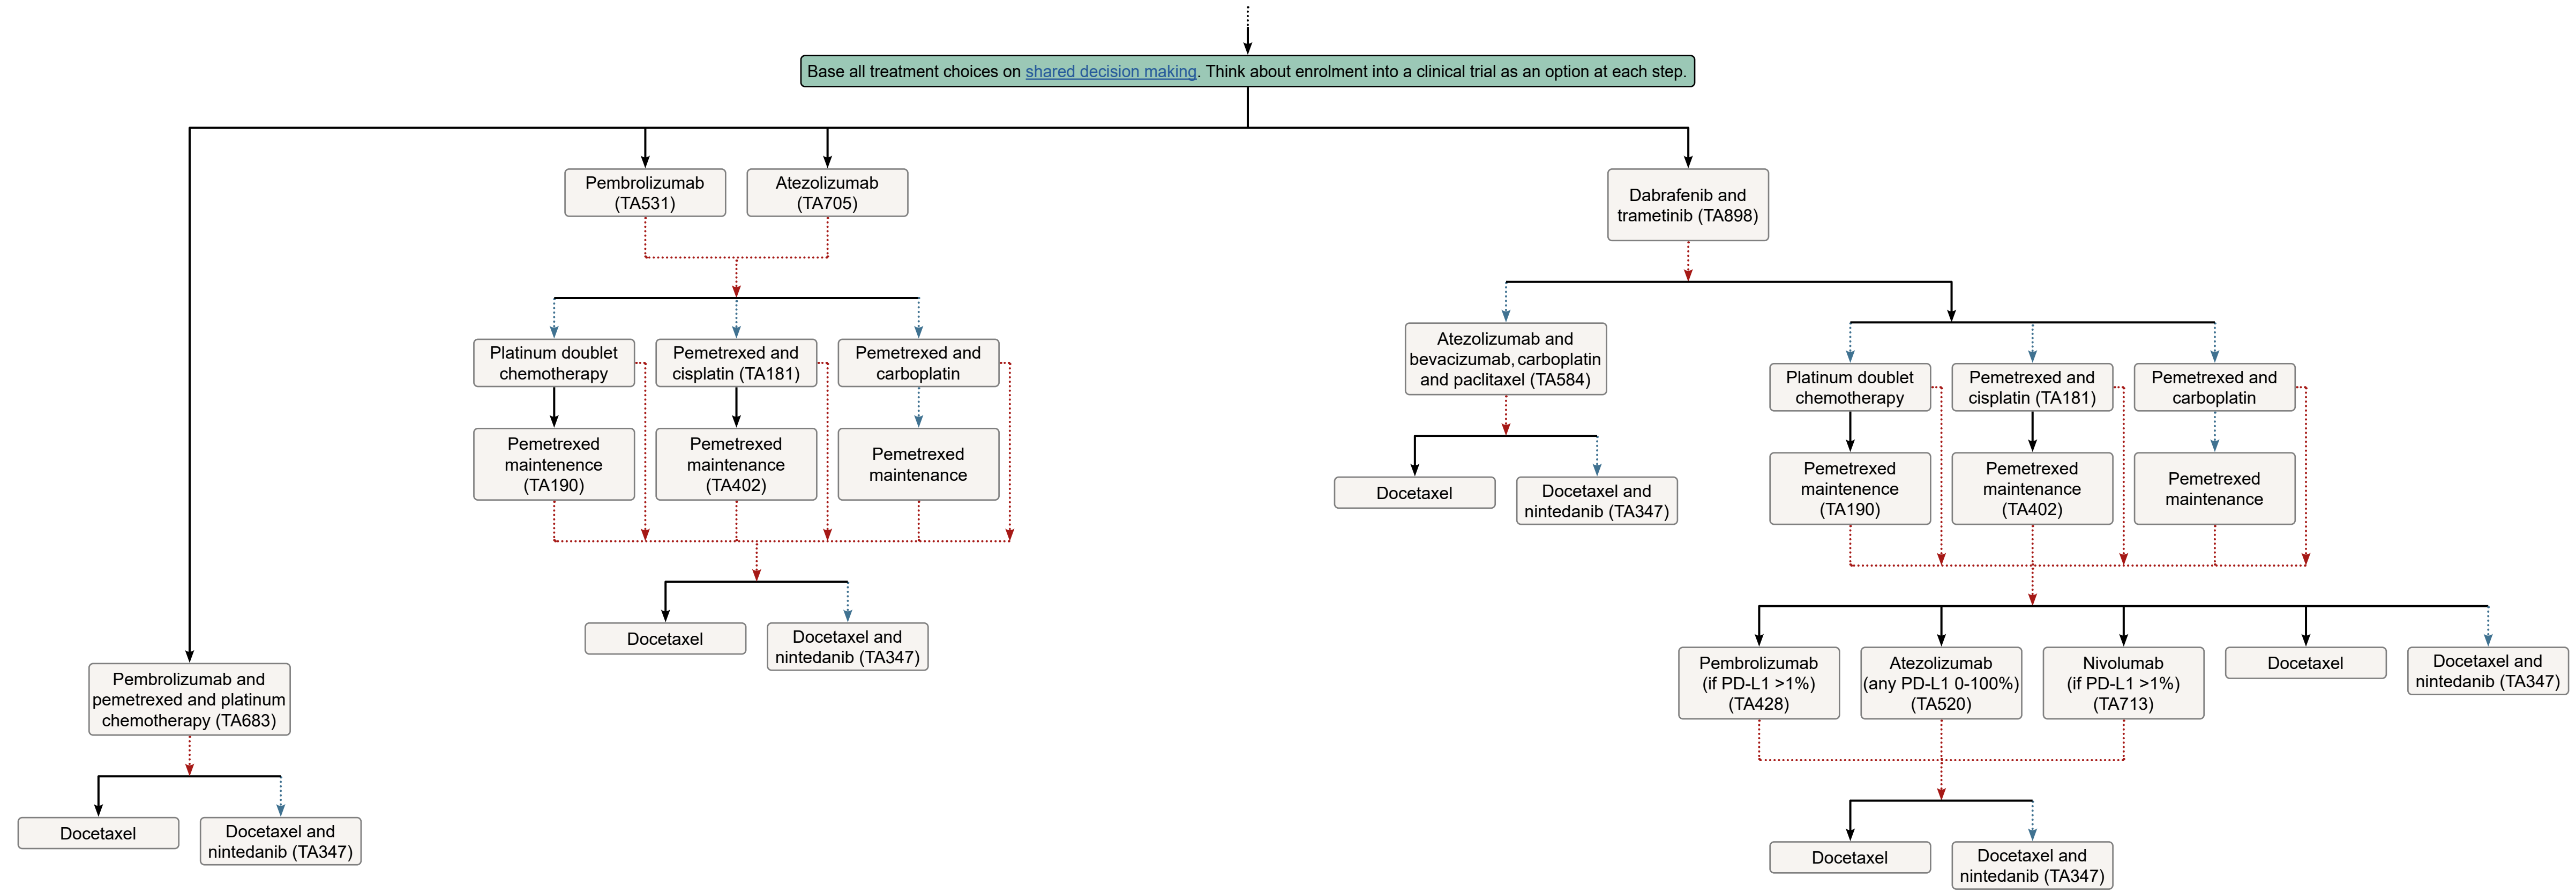 Base all treatment choices on shared decision making. Think about enrolment into a clinical trial as an option at each step.
Pembrolizumab
(TA531)
Atezolizumab
(TA705)
Dabrafenib and
trametinib (TA898)
Platinum doublet
chemotherapy
Pemetrexed and
cisplatin (TA181)
Pemetrexed and
carboplatin
Pemetrexed
maintenence
(TA190)
Pemetrexed
maintenance
(TA402)
Pemetrexed
maintenance
Docetaxel
Docetaxel and
nintedanib (TA347)
Pembrolizumab and
pemetrexed and platinum
chemotherapy (TA683)
Docetaxel
Docetaxel and
nintedanib (TA347)
Atezolizumab and
bevacizumab, carboplatin
and paclitaxel (TA584)
Docetaxel
Docetaxel and
nintedanib (TA347)
Platinum doublet
chemotherapy
Pemetrexed and
cisplatin (TA181)
Pemetrexed and
carboplatin
Pemetrexed
maintenence
(TA190)
Pemetrexed
maintenance
(TA402)
Pemetrexed
maintenance
Pembrolizumab
(if PD-L1 >1%)
(TA428)
Atezolizumab
(any PD-L1 0-100%)
(TA520)
Nivolumab
(if PD-L1 >1%)
(TA713)
Docetaxel
Docetaxel and
nintedanib (TA347)
Docetaxel
Docetaxel and
nintedanib (TA347)